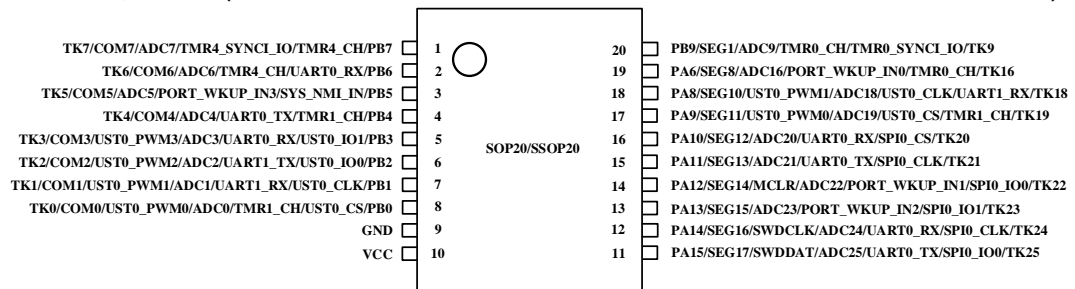 TK7/COM7/ADC7/TMR4_SYNCI_IO/TMR4_CH/PB7 1 20 PB9/SEG1/ADC9/TMR0_CH/TMR0_SYNCI_IO/TK9
TK6/COM6/ADC6/TMR4_CH/UART0_RX/PB6 2 19 PA6/SEG8/ADC16/PORT_WKUP_IN0/TMR0_CH/TK16
TK5/COM5/ADC5/PORT_WKUP_IN3/SYS_NMI_IN/PB5 3 18 PA8/SEG10/UST0_PWM1/ADC18/UST0_CLK/UART1_RX/TK18
TK4/COM4/ADC4/UART0_TX/TMR1_CH/PB4 4 17 PA9/SEG11/UST0_PWM0/ADC19/UST0_CS/TMR1_CH/TK19
TK3/COM3/UST0_PWM3/ADC3/UART0_RX/UST0_IO1/PB3 5 16 PA10/SEG12/ADC20/UART0_RX/SPI0_CS/TK20
SOP20/SSOP20
TK2/COM2/UST0_PWM2/ADC2/UART1_TX/UST0_IO0/PB2 6 15 PA11/SEG13/ADC21/UART0_TX/SPI0_CLK/TK21
TK1/COM1/UST0_PWM1/ADC1/UART1_RX/UST0_CLK/PB1 7 14 PA12/SEG14/MCLR/ADC22/PORT_WKUP_IN1/SPI0_IO0/TK22
TK0/COM0/UST0_PWM0/ADC0/TMR1_CH/UST0_CS/PB0 8 13 PA13/SEG15/ADC23/PORT_WKUP_IN2/SPI0_IO1/TK23
GND 9 12 PA14/SEG16/SWDCLK/ADC24/UART0_RX/SPI0_CLK/TK24
VCC 10 11 PA15/SEG17/SWDDAT/ADC25/UART0_TX/SPI0_IO0/TK25